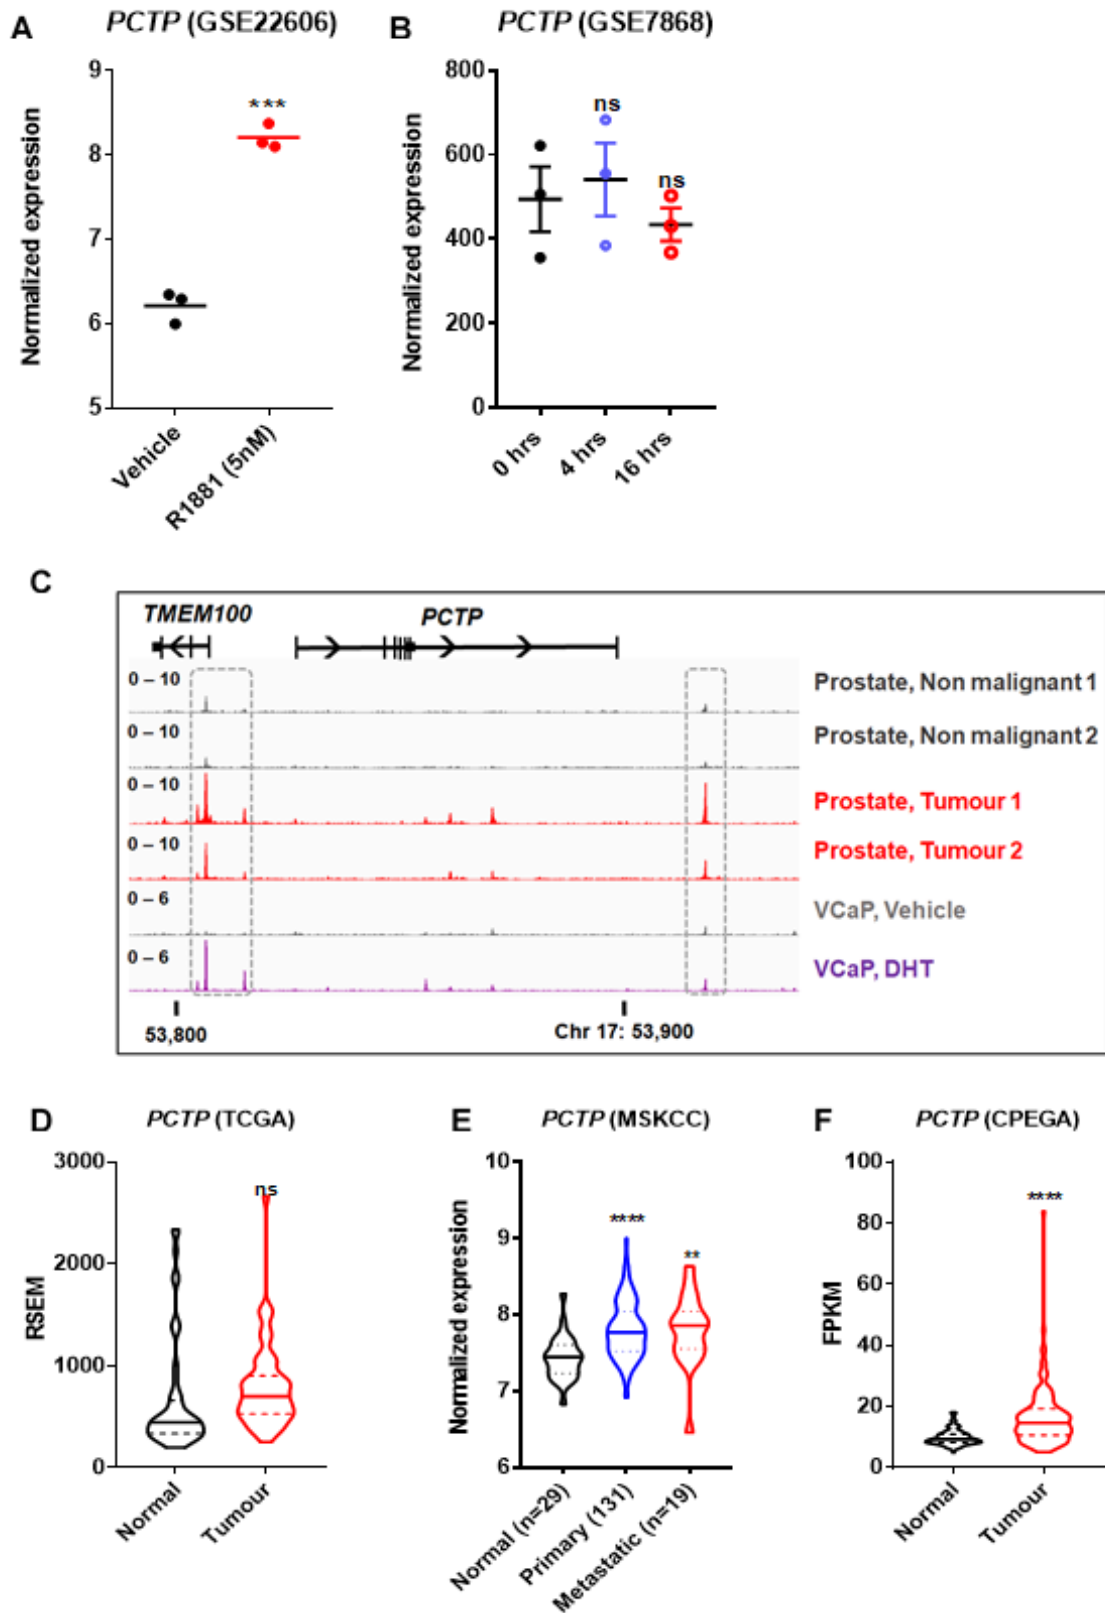 A
PCTP (GSE22606)
Normalized expression
9
8
7
6
5
***
Vehicle
R1881 (5nM)
B
PCTP (GSE7868)
Normalized expression
800
600
400
200
0
ns
ns
0 hrs
4 hrs
16 hrs
C
TMEM100
PCTP
0 – 10
Prostate, Non malignant 1
0 – 10
Prostate, Non malignant 2
0 – 10
Prostate, Tumour 1
0 – 10
Prostate, Tumour 2
0 – 6
VCaP, Vehicle
0 – 6
VCaP, DHT
53,800
Chr 17: 53,900
D
PCTP (TCGA)
RSEM
3000
2000
1000
0
ns
Normal
Tumour
E
PCTP (MSKCC)
Normalized expression
10
9
8
7
6
****
**
Normal (n=29)
Primary (131)
Metastatic (n=19)
F
PCTP (CPEGA)
FPKM
100
80
60
40
20
0
****
Normal
Tumour